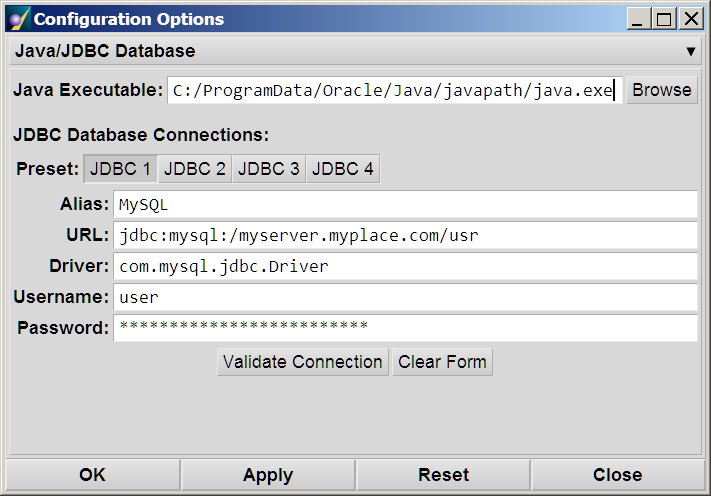 Configuration Options
Java/JDBC Database
Java Executable: C:/ProgramData/Oracle/Java/javapath/java.exe Browse
JDBC Database Connections:
Preset: JDBC 1 JDBC 2 JDBC 3 JDBC 4
Alias: MySQL
URL: jdbc:mysql:/myserver.myplace.com/usr
Driver: com.mysql.jdbc.Driver
Username: user
Password: *************************
Validate Connection Clear Form
OK Apply Reset Close